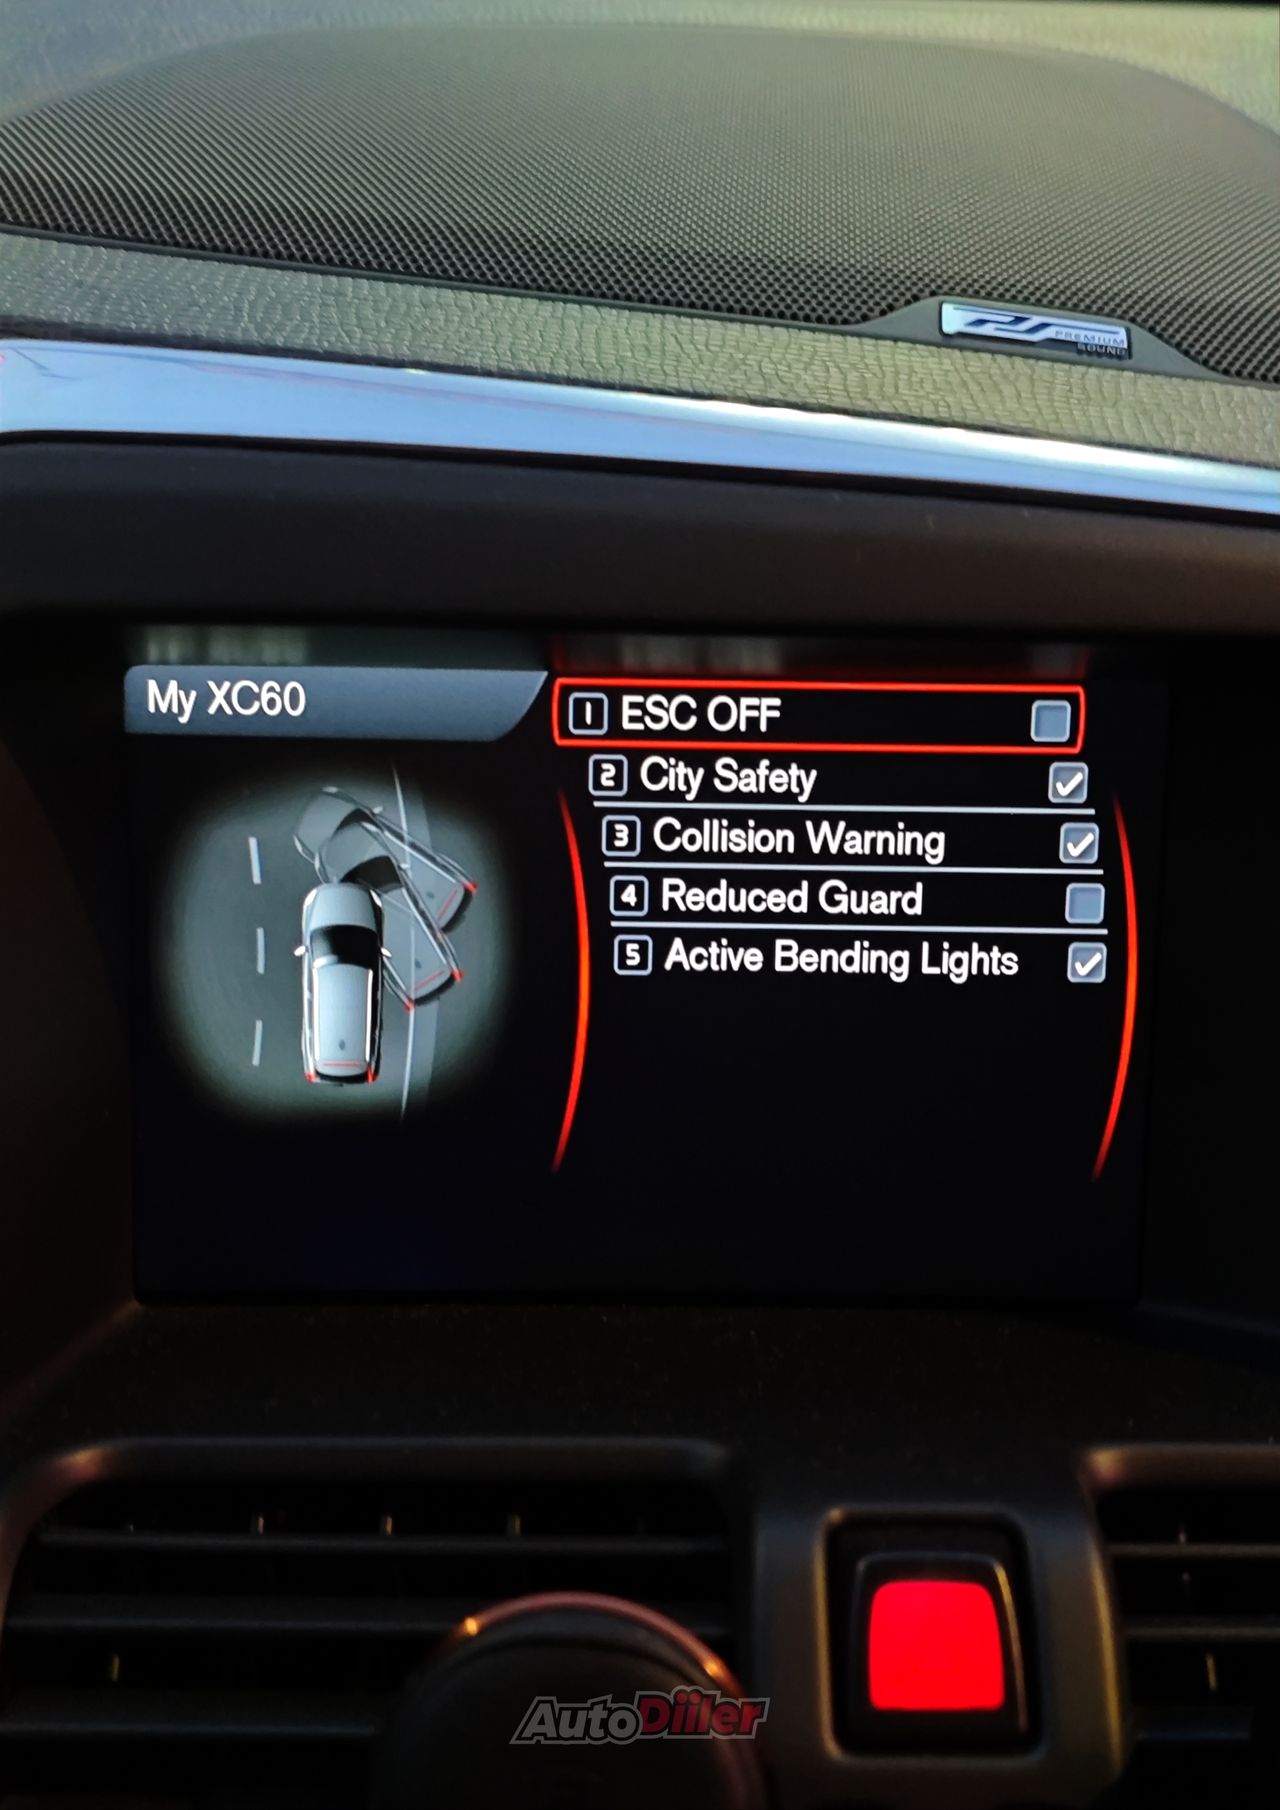 PREMIUM
SOUND
My XC60
1 ESC OFF
2 City Safety
3 Collision Warning
4 Reduced Guard
5 Active Bending Lights
AutoDiiler